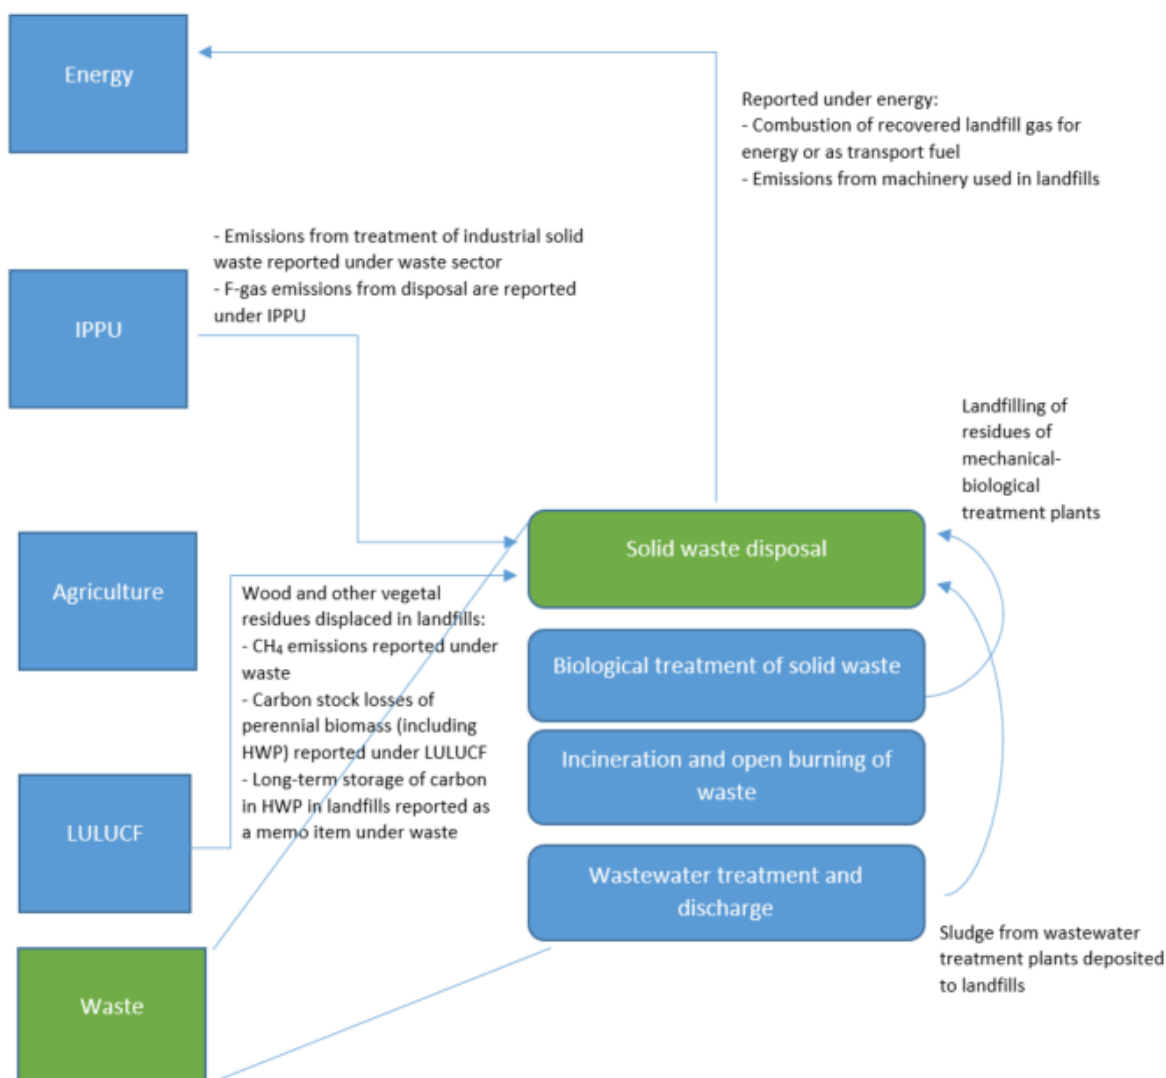 Energy
Reported under energy:
- Combustion of recovered landfill gas for
energy or as transport fuel
- Emissions from machinery used in landfills
- Emissions from treatment of industrial solid
waste reported under waste sector
- F-gas emissions from disposal are reported
under IPPU
IPPU
Landfilling of
residues of
mechanical-
biological
treatment plants
Solid waste disposal
Agriculture
Wood and other vegetal
residues displaced in landfills:
- CH₄ emissions reported under
waste
- Carbon stock losses of
perennial biomass (including
HWP) reported under LULUCF
- Long-term storage of carbon
in HWP in landfills reported as
a memo item under waste
Biological treatment of solid waste
Incineration and open burning of
waste
LULUCF
Wastewater treatment and
discharge
Sludge from wastewater
treatment plants deposited
to landfills
Waste